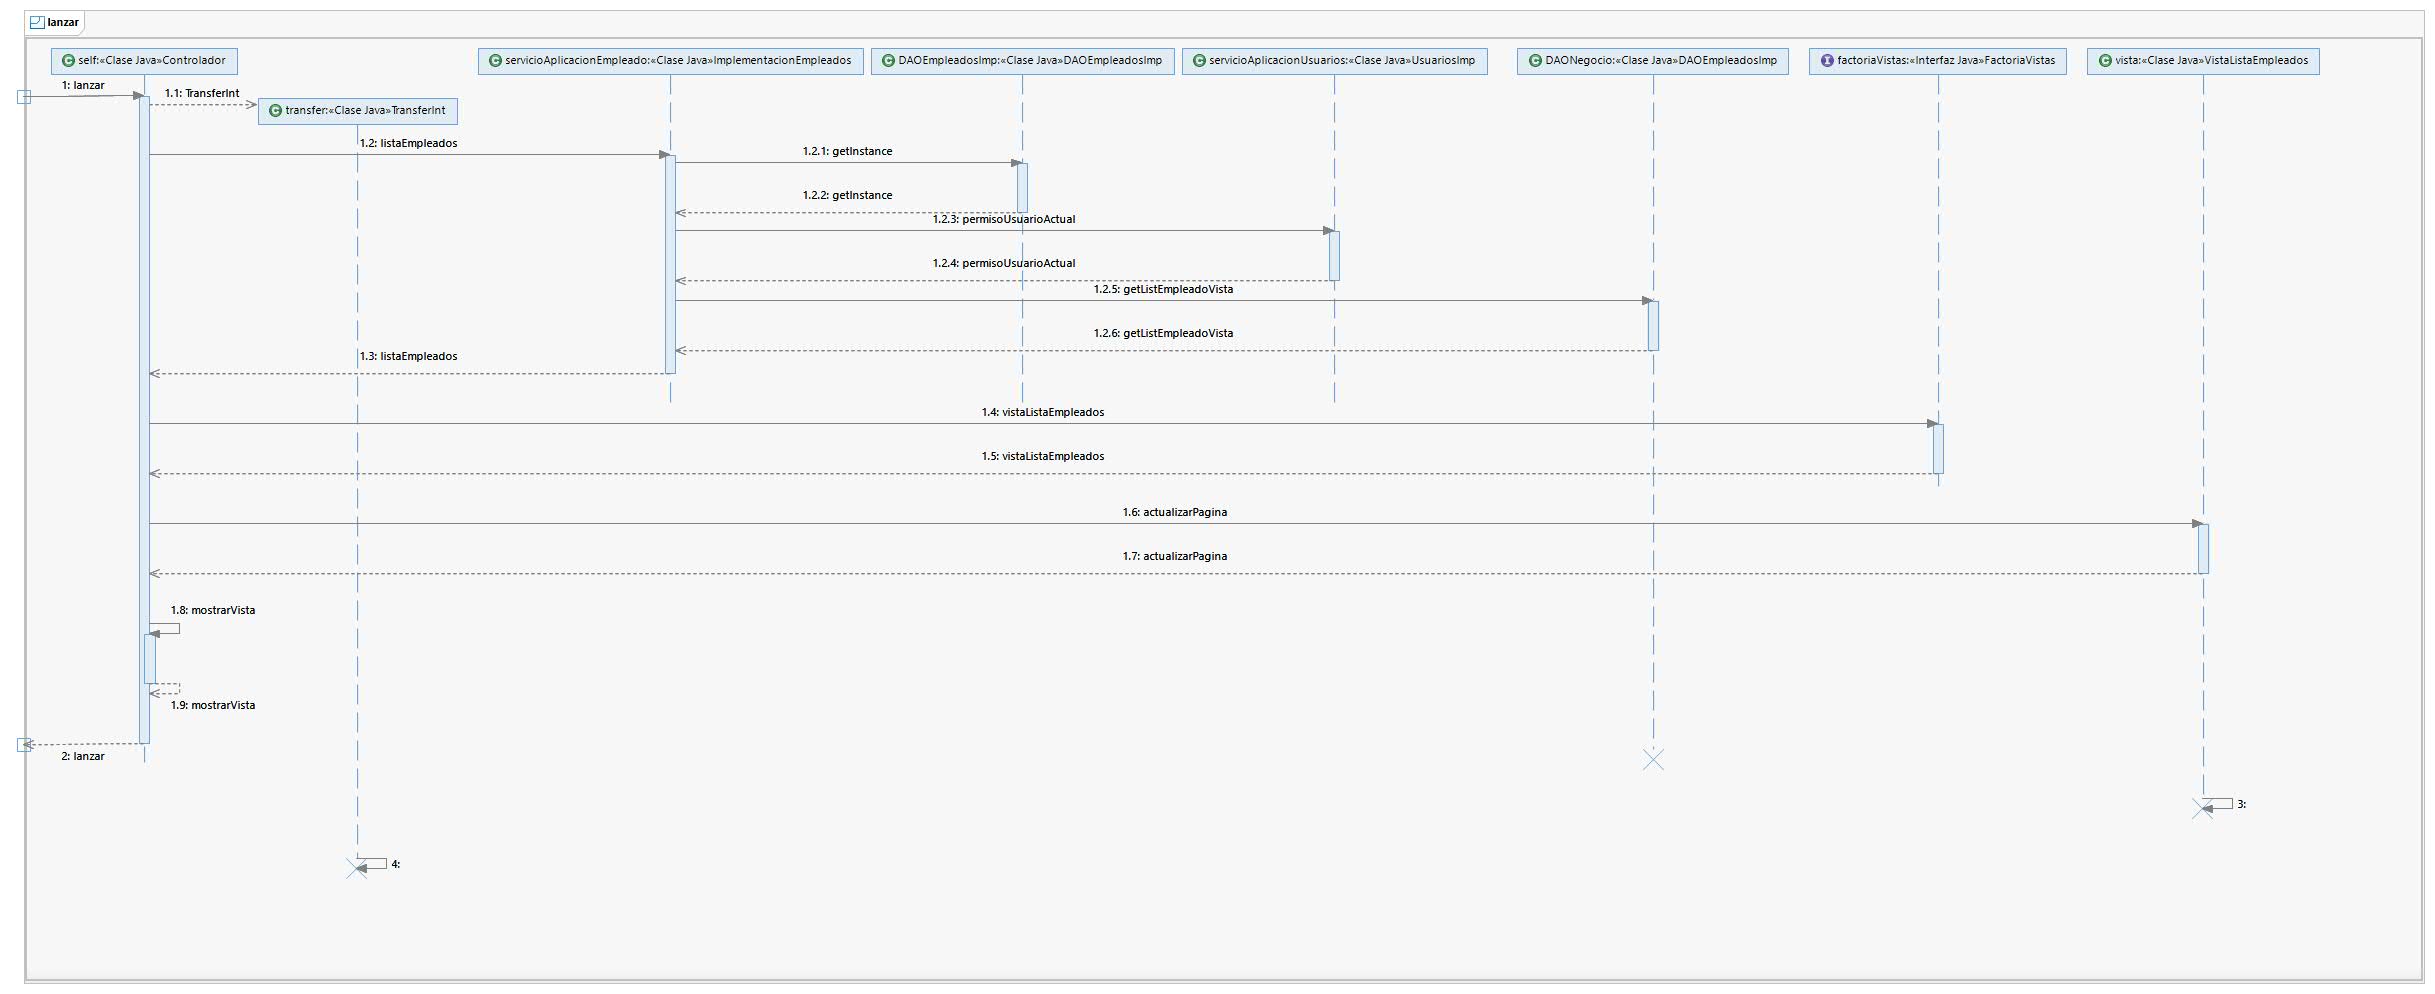 lanzar
self:«Clase Java»Controlador
servicioAplicacionEmpleado:«Clase Java»ImplementacionEmpleados
DAOEmpleadosImp:«Clase Java»DAOEmpleadosImp
servicioAplicacionUsuarios:«Clase Java»UsuariosImp
DAONegocio:«Clase Java»DAOEmpleadosImp
factoriaVistas:«Interfaz Java»FactoriaVistas
vista:«Clase Java»VistaListaEmpleados
1: lanzar
1.1: TransferInt
transfer:«Clase Java»TransferInt
1.2: listaEmpleados
1.2.1: getInstance
1.2.2: getInstance
1.2.3: permisoUsuarioActual
1.2.4: permisoUsuarioActual
1.2.5: getListEmpleadoVista
1.2.6: getListEmpleadoVista
1.3: listaEmpleados
1.4: vistaListaEmpleados
1.5: vistaListaEmpleados
1.6: actualizarPagina
1.7: actualizarPagina
1.8: mostrarVista
1.9: mostrarVista
2: lanzar
3:
4: